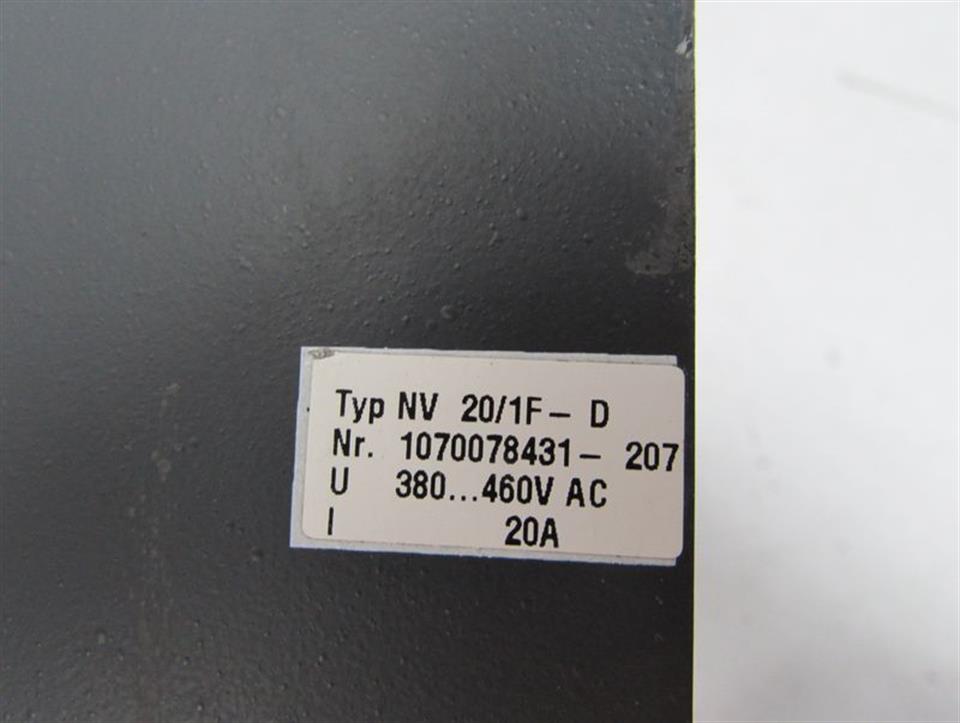 Typ NV 20/1F- D
Nr. 1070078431- 207
U 380...460V AC
I 20A